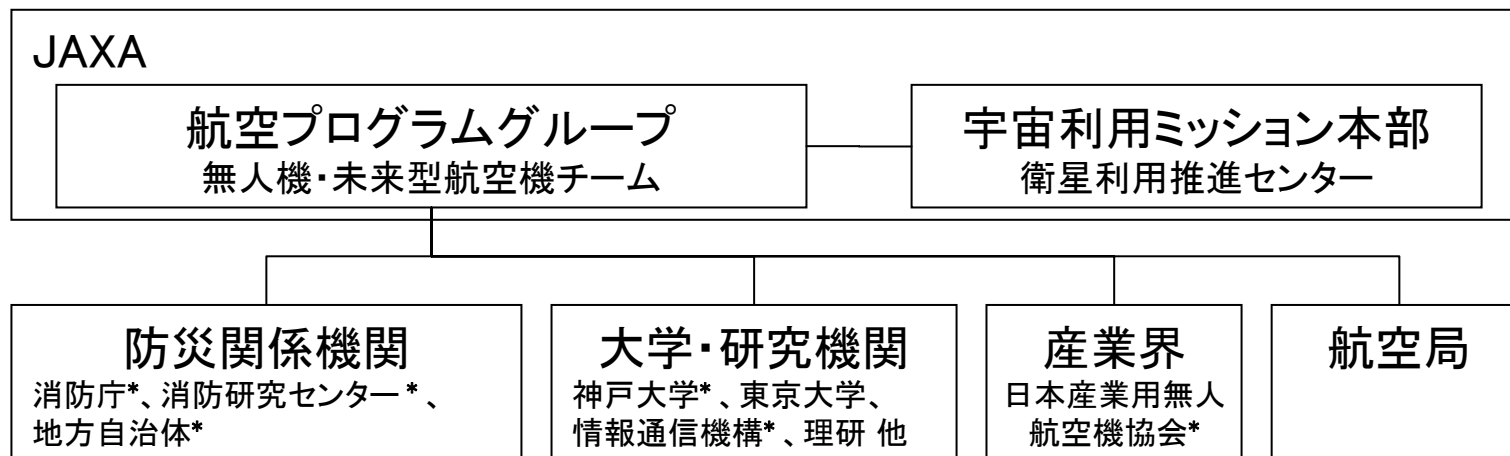 JAXA
航空プログラムグループ
無人機・未来型航空機チーム
宇宙利用ミッション本部
衛星利用推進センター
防災関係機関
消防庁*、消防研究センター*、
地方自治体*
大学・研究機関
神戸大学*、東京大学、
情報通信機構*、理研 他
産業界
日本産業用無人
航空機協会*
航空局